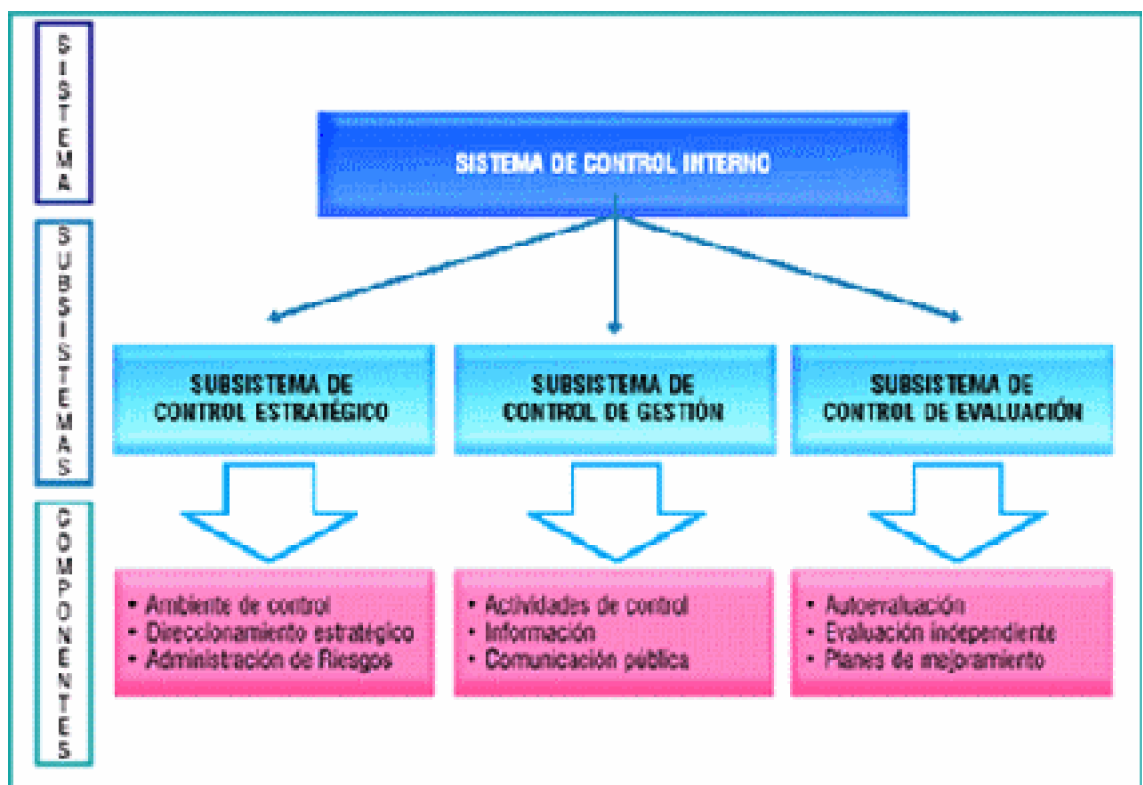 SISTEMA
SISTEMA DE CONTROL INTERNO
SUBSISTEMAS
SUBSISTEMA DE
CONTROL ESTRATÉGICO
SUBSISTEMA DE
CONTROL DE GESTIÓN
SUBSISTEMA DE
CONTROL DE EVALUACIÓN
COMPONENTES
• Ambiente de control
• Direccionamiento estratégico
• Administración de Riesgos
• Actividades de control
• Información
• Comunicación pública
• Autoevaluación
• Evaluación independiente
• Planes de mejoramiento